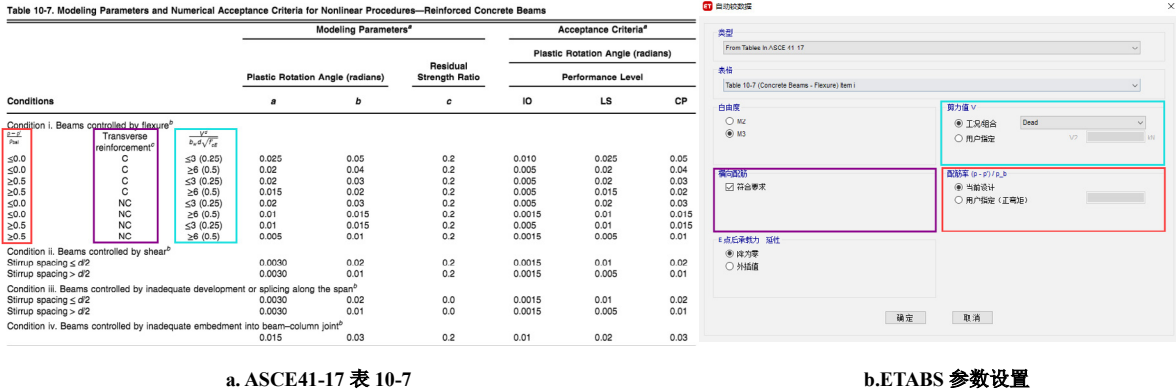 Table 10-7. Modeling Parameters and Numerical Acceptance Criteria for Nonlinear Procedures—Reinforced Concrete Beams
Modeling Parametersᵃ Acceptance Criteriaᵃ
Plastic Rotation Angle (radians)
Plastic Rotation Angle (radians) Residual Strength Ratio Performance Level
Conditions a b c IO LS CP
Condition i. Beams controlled by flexureᵇ
Transverse
reinforcementᶜ
≤0.0 C ≤3 (0.25) 0.025 0.05 0.2 0.010 0.025 0.05
≤0.0 C ≥6 (0.5) 0.02 0.04 0.2 0.005 0.02 0.04
≥0.5 C ≤3 (0.25) 0.02 0.03 0.2 0.005 0.02 0.03
≥0.5 C ≥6 (0.5) 0.015 0.02 0.2 0.005 0.015 0.02
≤0.0 NC ≤3 (0.25) 0.02 0.03 0.2 0.005 0.02 0.03
≤0.0 NC ≥6 (0.5) 0.01 0.015 0.2 0.0015 0.01 0.015
≥0.5 NC ≤3 (0.25) 0.01 0.015 0.2 0.005 0.01 0.015
≥0.5 NC ≥6 (0.5) 0.005 0.01 0.2 0.0015 0.005 0.01
Condition ii. Beams controlled by shearᵇ
Stirrup spacing ≤ d/2 0.0030 0.02 0.2 0.0015 0.01 0.02
Stirrup spacing > d/2 0.0030 0.01 0.2 0.0015 0.005 0.01
Condition iii. Beams controlled by inadequate development or splicing along the spanᵇ
Stirrup spacing ≤ d/2 0.0030 0.02 0.0 0.0015 0.01 0.02
Stirrup spacing > d/2 0.0030 0.01 0.0 0.0015 0.005 0.01
Condition iv. Beams controlled by inadequate embedment into beam–column jointᵇ
0.015 0.03 0.2 0.01 0.02 0.03
a. ASCE41-17 表 10-7
ET 自动铰数据
类型
From Tables In ASCE 41-17
表格
Table 10-7 (Concrete Beams - Flexure) Item i
自由度
M2
M3
剪力值 V
工况/组合 Dead
用户指定 V? kN
横向配筋
符合要求
配筋率 (p - p') / p_b
当前设计
用户指定（正弯矩）
E点后承载力 延性
降为零
外插值
确定 取消
b.ETABS 参数设置